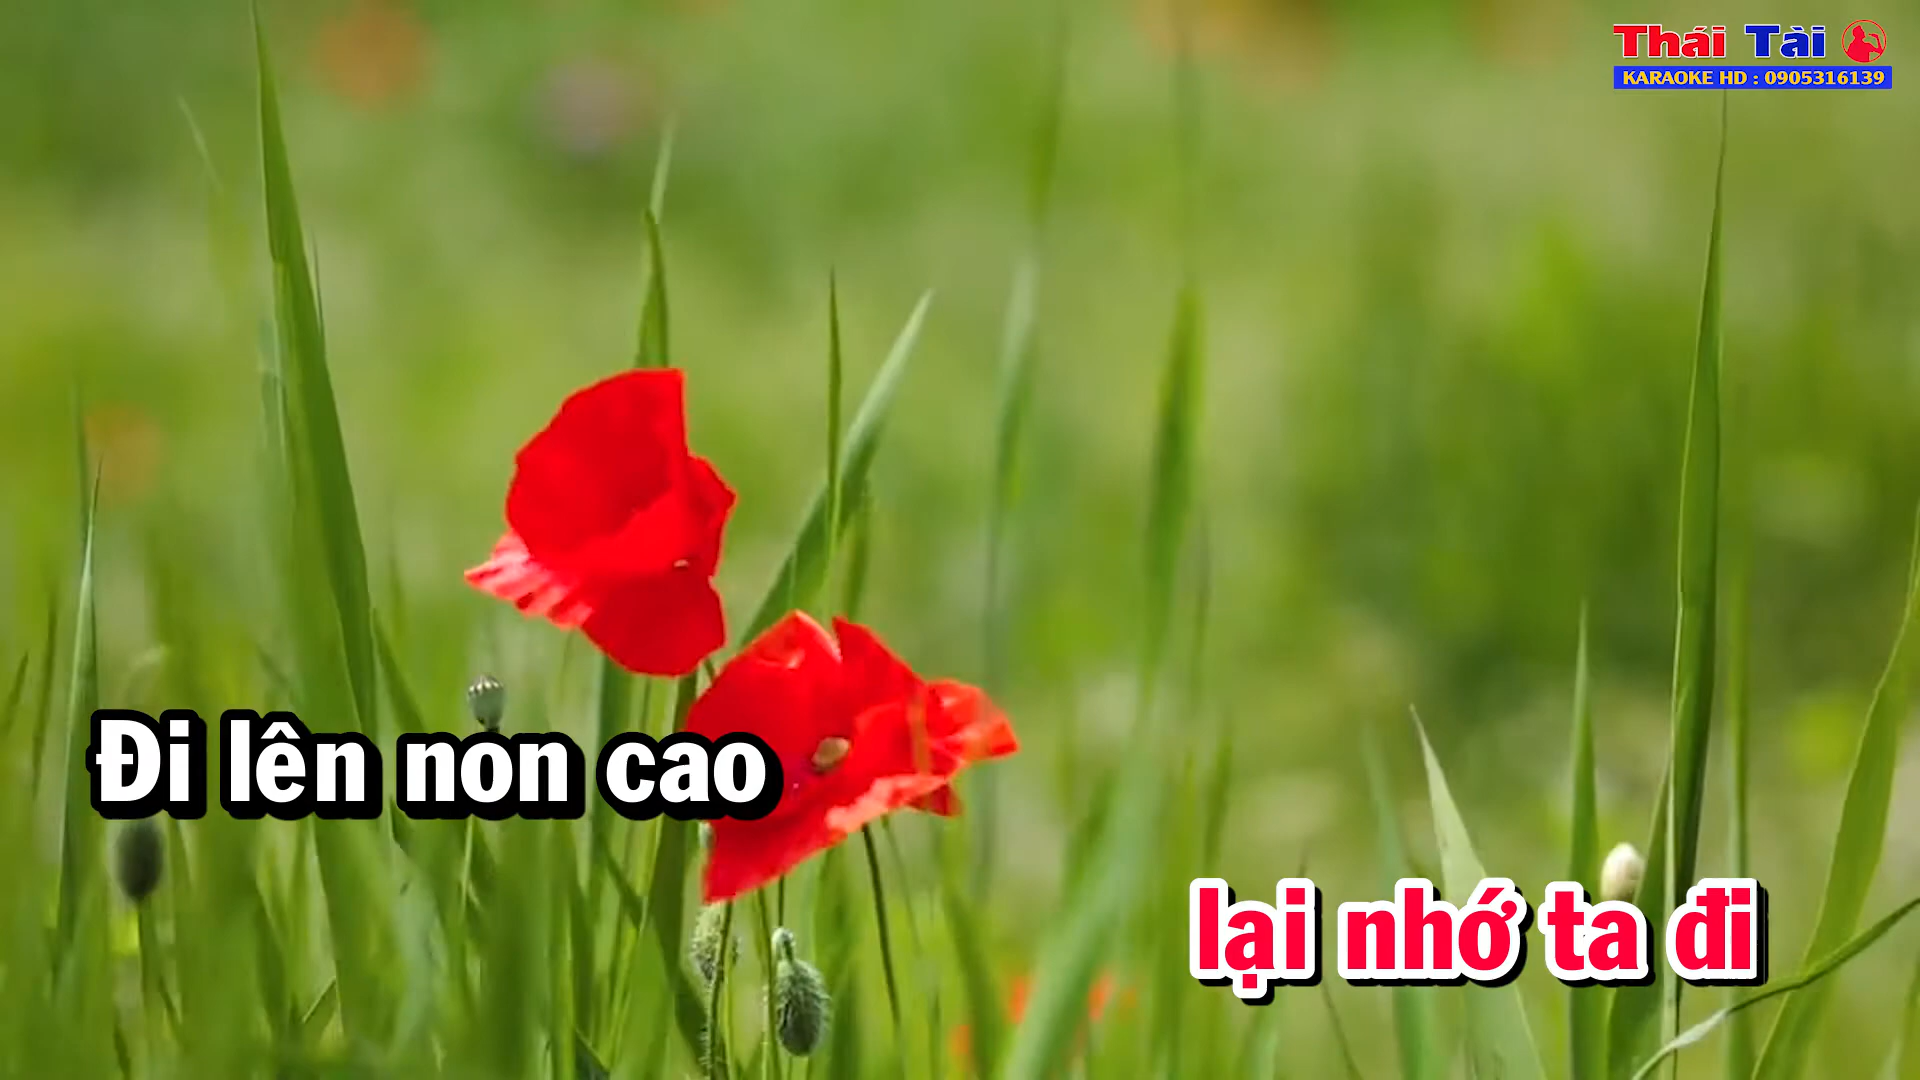 Thái Tài
KARAOKE HD : 0905316139
Đi lên non cao
lại nhớ ta đi